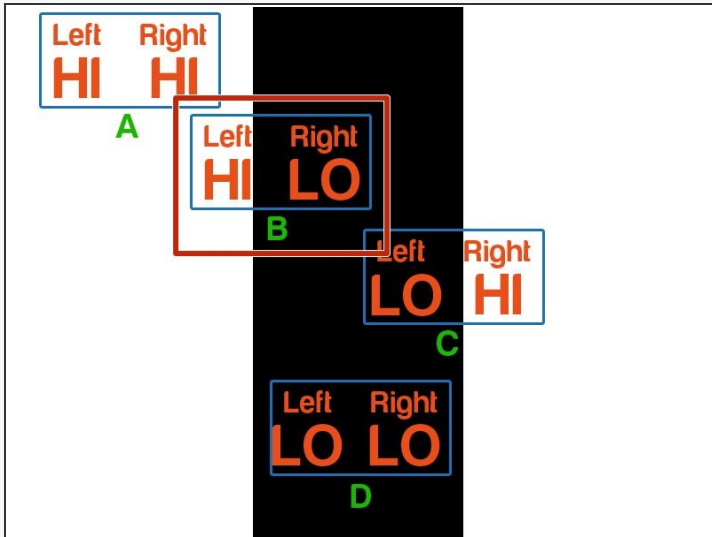 Left Right
HI HI
A
Left Right
HI LO
B
Left Right
LO HI
C
Left Right
LO LO
D